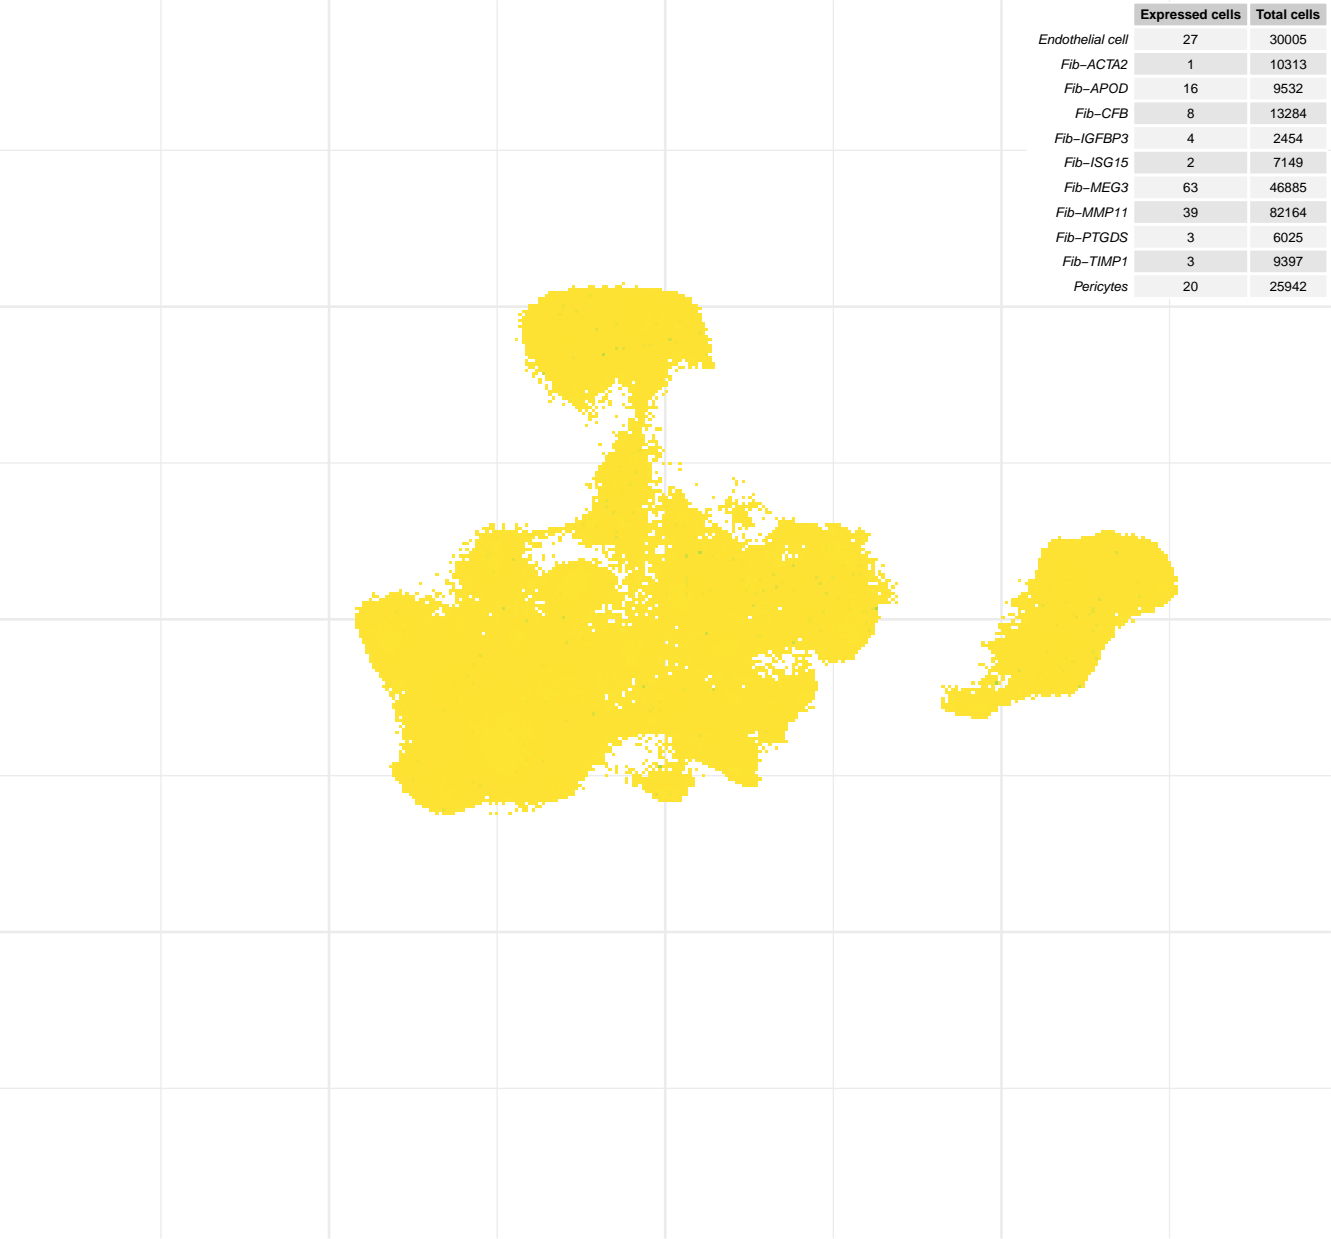 Expressed cells Total cells
Endothelial cell 27 30005
Fib−ACTA2 1 10313
Fib−APOD 16 9532
Fib−CFB 8 13284
Fib−IGFBP3 4 2454
Fib−ISG15 2 7149
Fib−MEG3 63 46885
Fib−MMP11 39 82164
Fib−PTGDS 3 6025
Fib−TIMP1 3 9397
Pericytes 20 25942